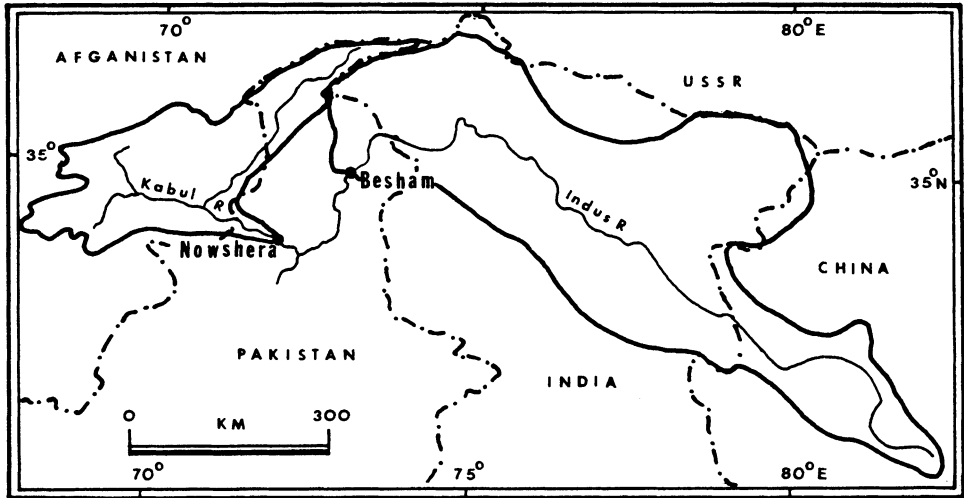 70°
80°E
AFGANISTAN
USSR
35°
35°N
Besham
Kabul R
Indus R
Nowshera
CHINA
PAKISTAN
INDIA
0 KM 300
70°
75°
80°E